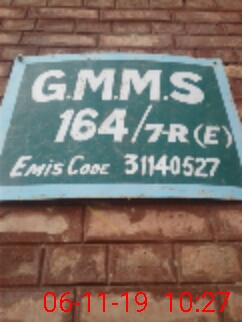 G.M.M.S
164/7-R (E)
EMIS CODE 31140527
06-11-19 10:27